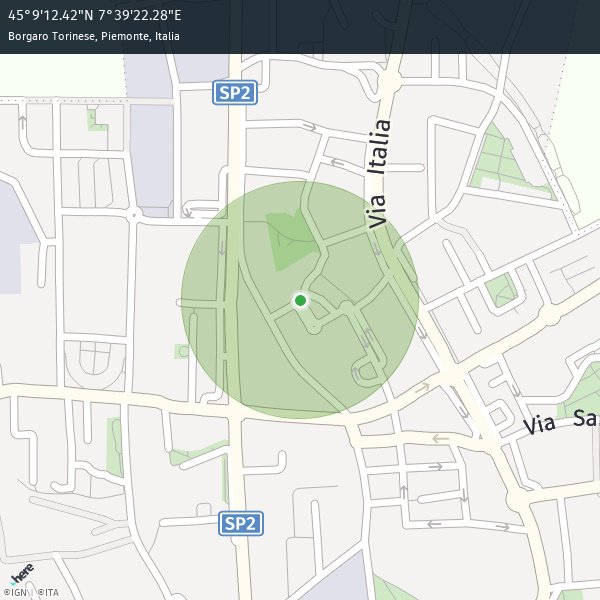 45°9'12.42"N 7°39'22.28"E
Borgaro Torinese, Piemonte, Italia
SP2
Via Italia
Via Sa
SP2
here
©IGN ©ITA